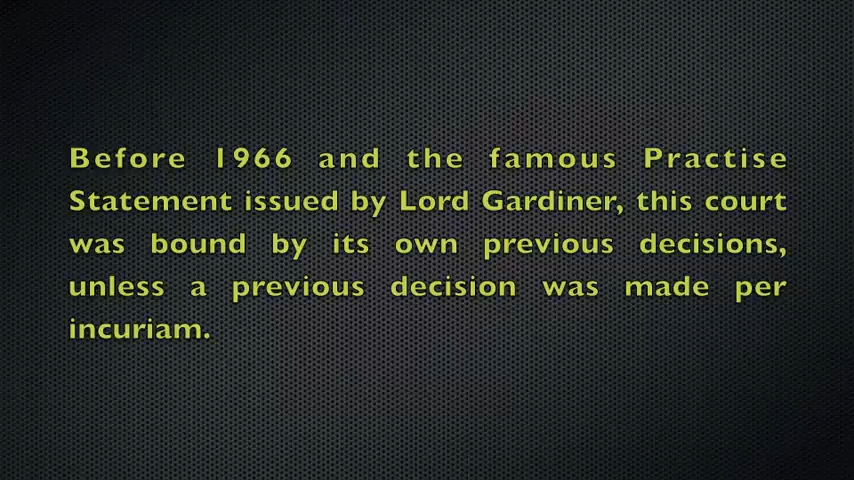 Before 1966 and the famous Practise
Statement issued by Lord Gardiner, this court
was bound by its own previous decisions,
unless a previous decision was made per
incuriam.